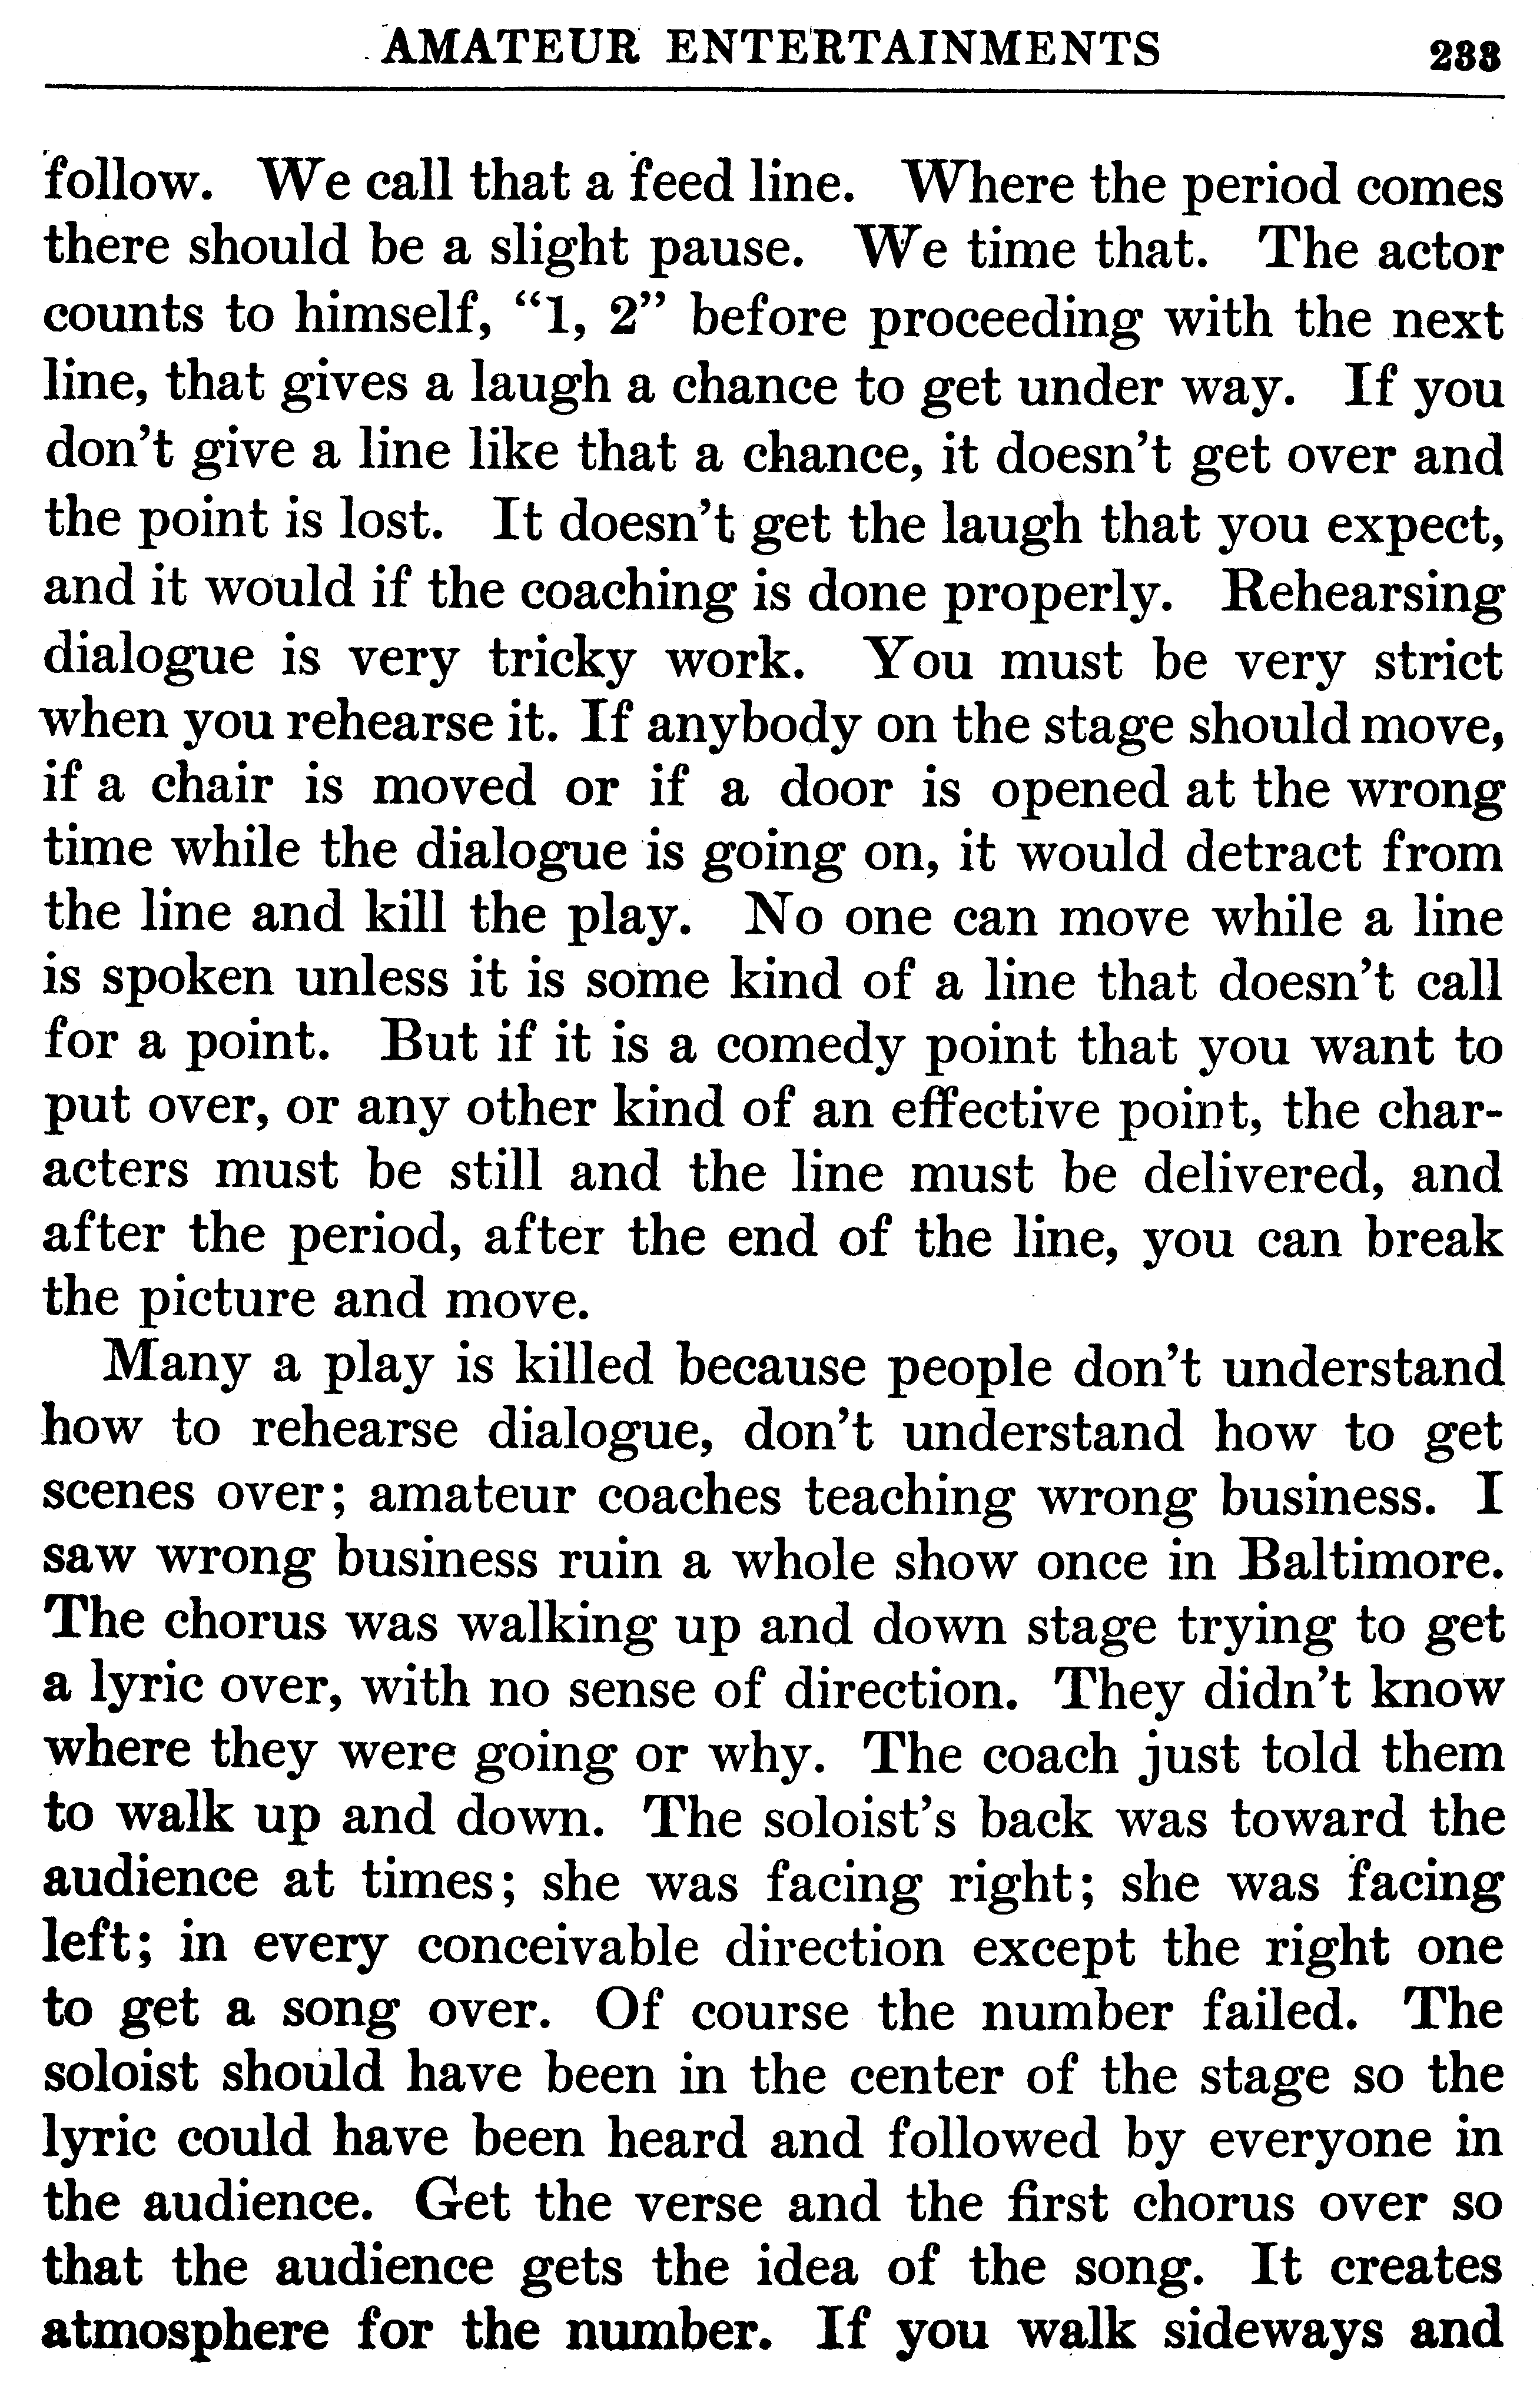 AMATEUR ENTERTAINMENTS 233
follow. We call that a feed line. Where the period comes
there should be a slight pause. We time that. The actor
counts to himself, “1, 2” before proceeding with the next
line, that gives a laugh a chance to get under way. If you
don’t give a line like that a chance, it doesn’t get over and
the point is lost. It doesn’t get the laugh that you expect,
and it would if the coaching is done properly. Rehearsing
dialogue is very tricky work. You must be very strict
when you rehearse it. If anybody on the stage should move,
if a chair is moved or if a door is opened at the wrong
time while the dialogue is going on, it would detract from
the line and kill the play. No one can move while a line
is spoken unless it is some kind of a line that doesn’t call
for a point. But if it is a comedy point that you want to
put over, or any other kind of an effective point, the char-
acters must be still and the line must be delivered, and
after the period, after the end of the line, you can break
the picture and move.
Many a play is killed because people don’t understand
how to rehearse dialogue, don’t understand how to get
scenes over; amateur coaches teaching wrong business. I
saw wrong business ruin a whole show once in Baltimore.
The chorus was walking up and down stage trying to get
a lyric over, with no sense of direction. They didn’t know
where they were going or why. The coach just told them
to walk up and down. The soloist’s back was toward the
audience at times; she was facing right; she was facing
left; in every conceivable direction except the right one
to get a song over. Of course the number failed. The
soloist should have been in the center of the stage so the
lyric could have been heard and followed by everyone in
the audience. Get the verse and the first chorus over so
that the audience gets the idea of the song. It creates
atmosphere for the number. If you walk sideways and